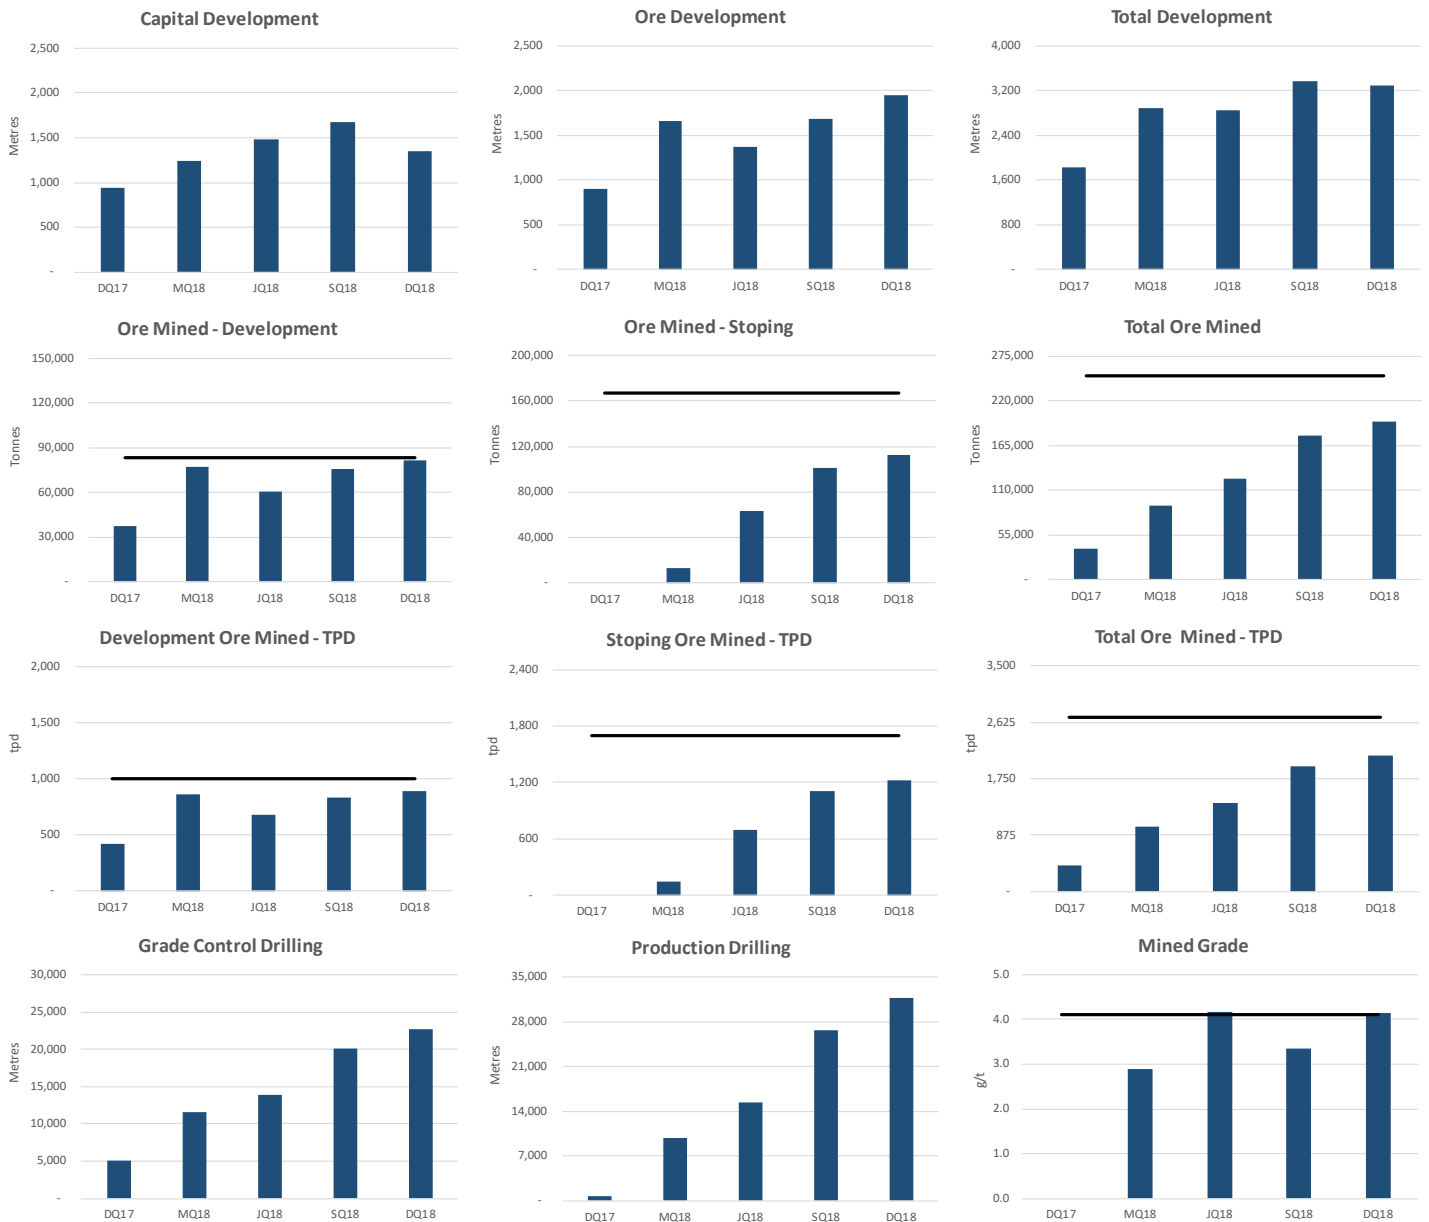 Capital Development
2,500
2,000
1,500
1,000
500
-
Metres
DQ17 MQ18 JQ18 SQ18 DQ18
Ore Development
2,500
2,000
1,500
1,000
500
-
Metres
DQ17 MQ18 JQ18 SQ18 DQ18
Total Development
4,000
3,200
2,400
1,600
800
-
Metres
DQ17 MQ18 JQ18 SQ18 DQ18
Ore Mined - Development
150,000
120,000
90,000
60,000
30,000
-
Tonnes
DQ17 MQ18 JQ18 SQ18 DQ18
Ore Mined - Stoping
200,000
160,000
120,000
80,000
40,000
-
Tonnes
DQ17 MQ18 JQ18 SQ18 DQ18
Total Ore Mined
275,000
220,000
165,000
110,000
55,000
-
Tonnes
DQ17 MQ18 JQ18 SQ18 DQ18
Development Ore Mined - TPD
2,000
1,500
1,000
500
-
tpd
DQ17 MQ18 JQ18 SQ18 DQ18
Stoping Ore Mined - TPD
2,400
1,800
1,200
600
-
tpd
DQ17 MQ18 JQ18 SQ18 DQ18
Total Ore Mined - TPD
3,500
2,625
1,750
875
-
tpd
DQ17 MQ18 JQ18 SQ18 DQ18
Grade Control Drilling
30,000
25,000
20,000
15,000
10,000
5,000
-
Metres
DQ17 MQ18 JQ18 SQ18 DQ18
Production Drilling
35,000
28,000
21,000
14,000
7,000
-
Metres
DQ17 MQ18 JQ18 SQ18 DQ18
Mined Grade
5.0
4.0
3.0
2.0
1.0
0.0
g/t
DQ17 MQ18 JQ18 SQ18 DQ18